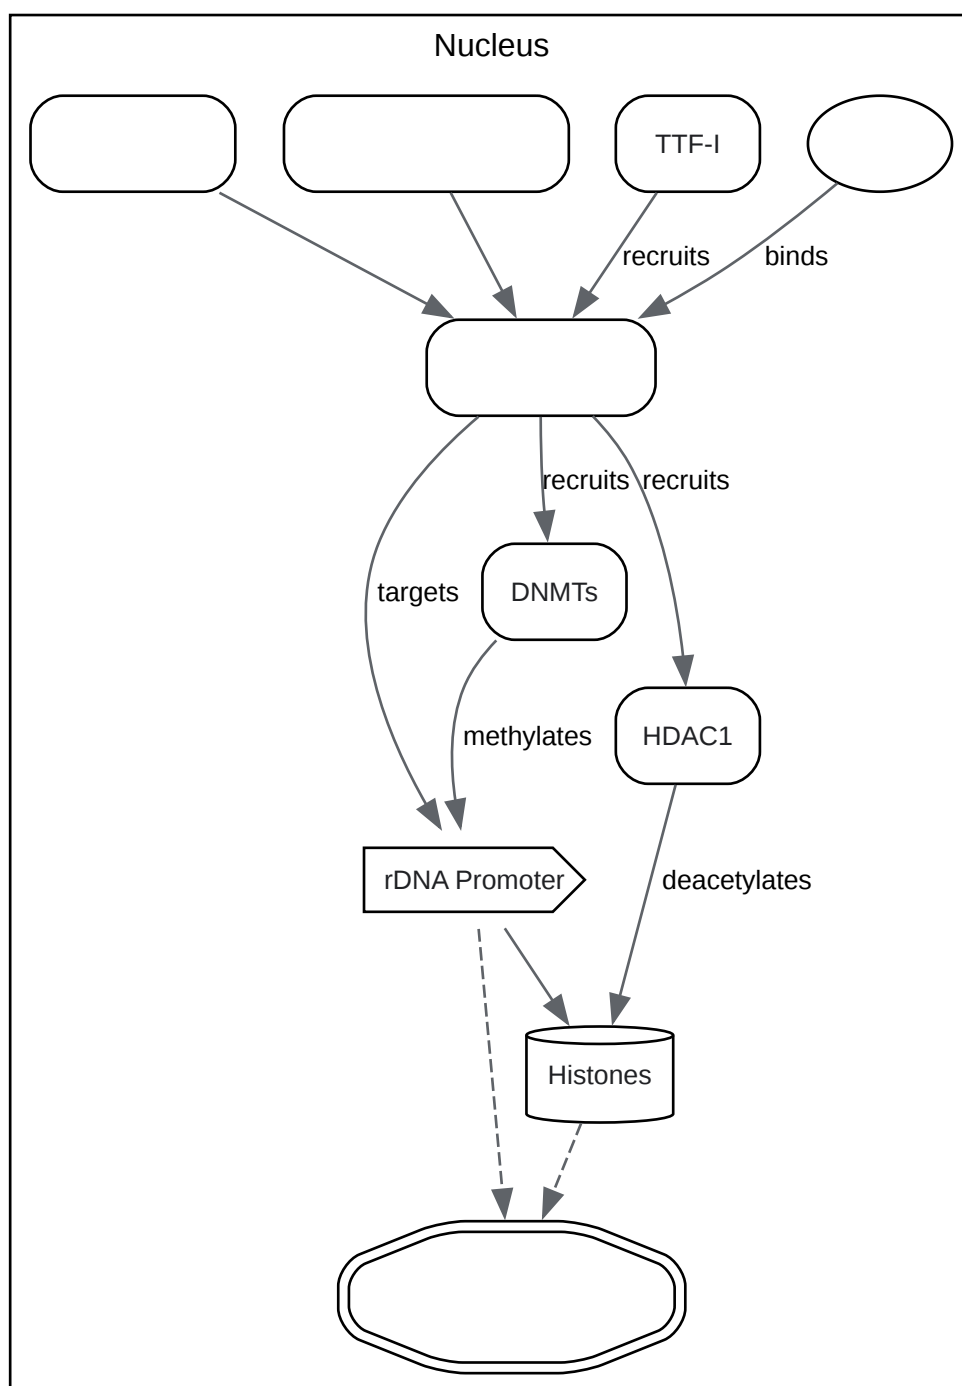 Nucleus
TTF-I
recruits
binds
recruits
recruits
targets
DNMTs
methylates
HDAC1
rDNA Promoter
deacetylates
Histones